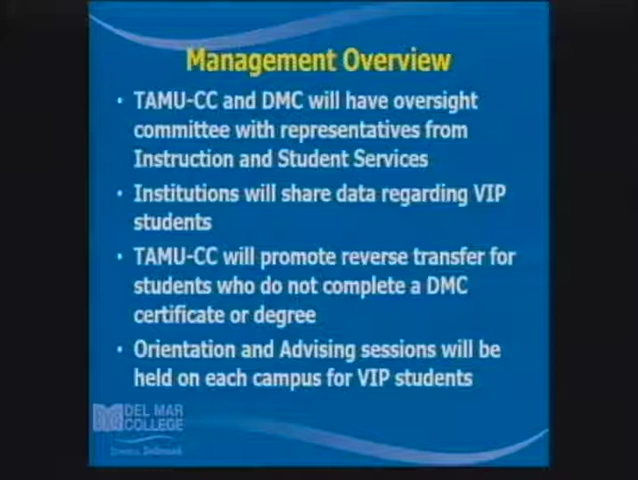 Management Overview
• TAMU-CC and DMC will have oversight
committee with representatives from
Instruction and Student Services
• Institutions will share data regarding VIP
students
• TAMU-CC will promote reverse transfer for
students who do not complete a DMC
certificate or degree
• Orientation and Advising sessions will be
held on each campus for VIP students
DEL MAR
COLLEGE